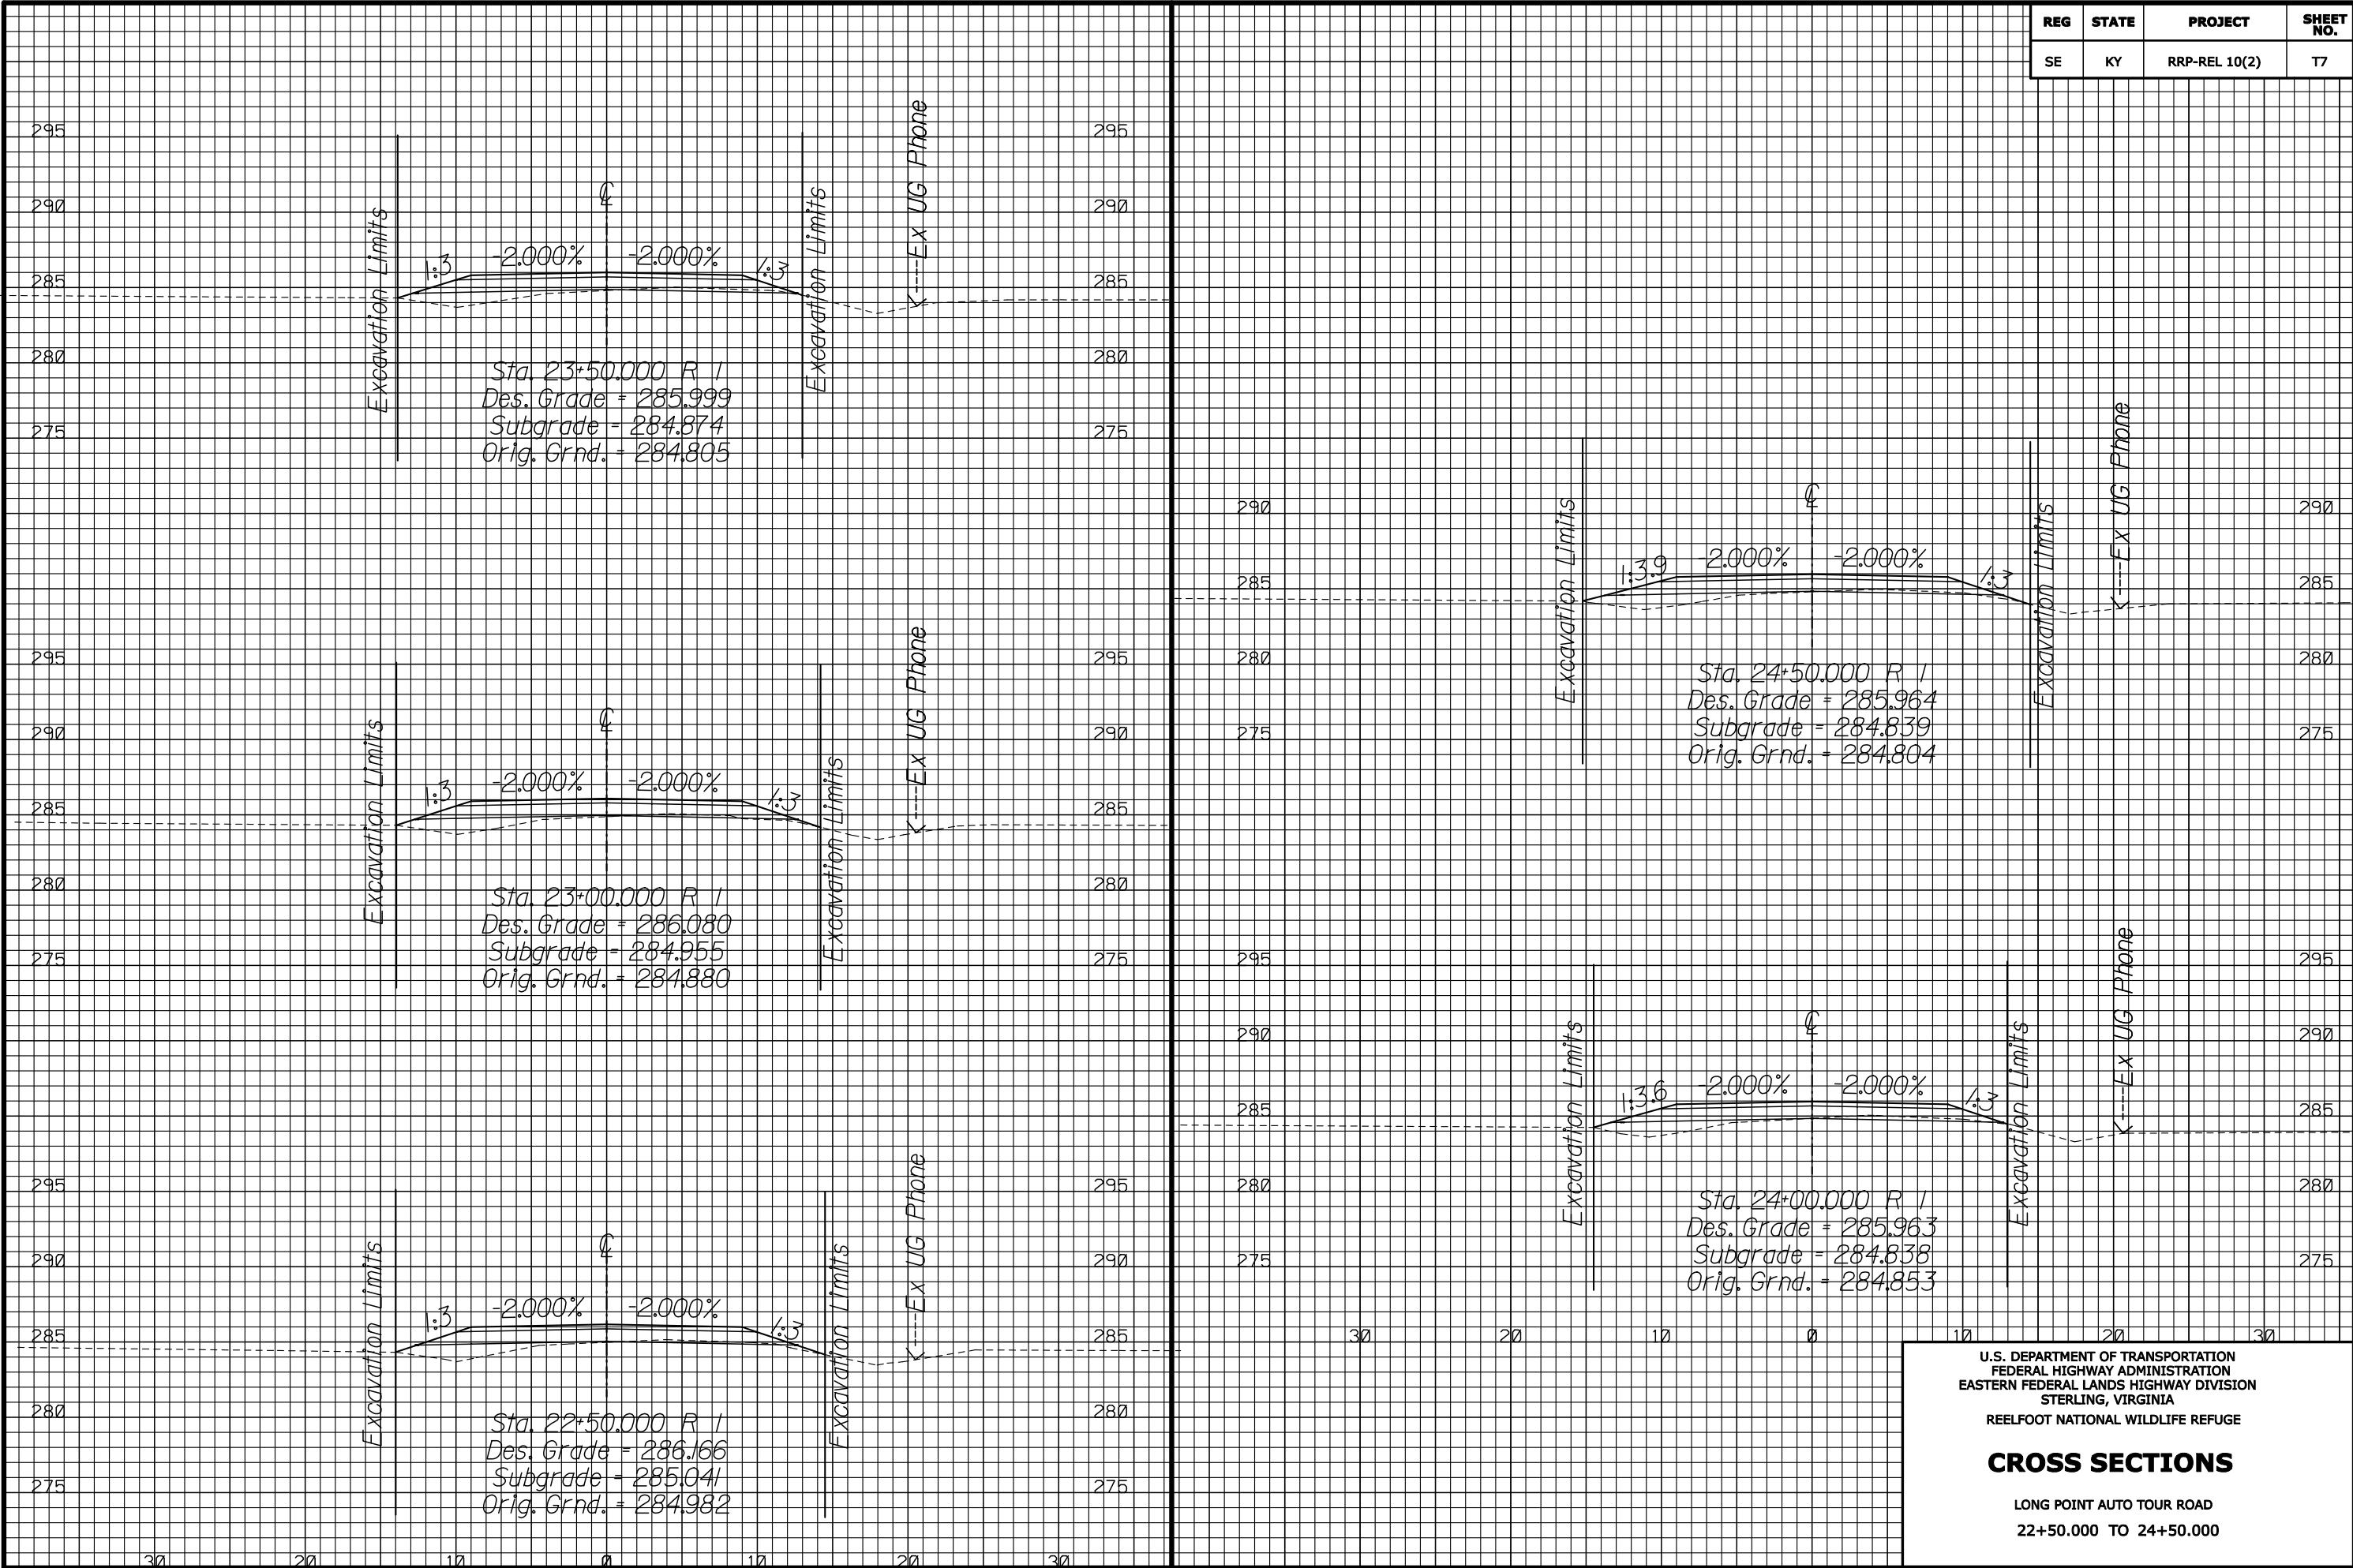 REG STATE PROJECT SHEET NO.
SE KY RRP-REL 10(2) T7
295 295
290 290
285 285
280 280
275 275
Excavation Limits
1:3
-2.000% -2.000%
1:3
Excavation Limits
Ex UG Phone
℄
Sta. 23+50.000 R 1
Des. Grade = 285.999
Subgrade = 284.874
Orig. Grnd. = 284.805
295 295
290 290
285 285
280 280
275 275
Excavation Limits
1:3
-2.000% -2.000%
1:3
Excavation Limits
Ex UG Phone
℄
Sta. 23+00.000 R 1
Des. Grade = 286.080
Subgrade = 284.955
Orig. Grnd. = 284.880
295 295
290 290
285 285
280 280
275 275
Excavation Limits
1:3
-2.000% -2.000%
1:3
Excavation Limits
Ex UG Phone
℄
Sta. 22+50.000 R 1
Des. Grade = 286.166
Subgrade = 285.041
Orig. Grnd. = 284.982
30 20 10 0 10 20 30
290 290
285 285
280 280
275 275
Excavation Limits
1:3.9
-2.000% -2.000%
1:3
Excavation Limits
Ex UG Phone
℄
Sta. 24+50.000 R 1
Des. Grade = 285.964
Subgrade = 284.839
Orig. Grnd. = 284.804
295 295
290 290
285 285
280 280
275 275
Excavation Limits
1:3.6
-2.000% -2.000%
1:3
Excavation Limits
Ex UG Phone
℄
Sta. 24+00.000 R 1
Des. Grade = 285.963
Subgrade = 284.838
Orig. Grnd. = 284.853
30 20 10 0 10 20 30
U.S. DEPARTMENT OF TRANSPORTATION
FEDERAL HIGHWAY ADMINISTRATION
EASTERN FEDERAL LANDS HIGHWAY DIVISION
STERLING, VIRGINIA
REELFOOT NATIONAL WILDLIFE REFUGE
CROSS SECTIONS
LONG POINT AUTO TOUR ROAD
22+50.000 TO 24+50.000